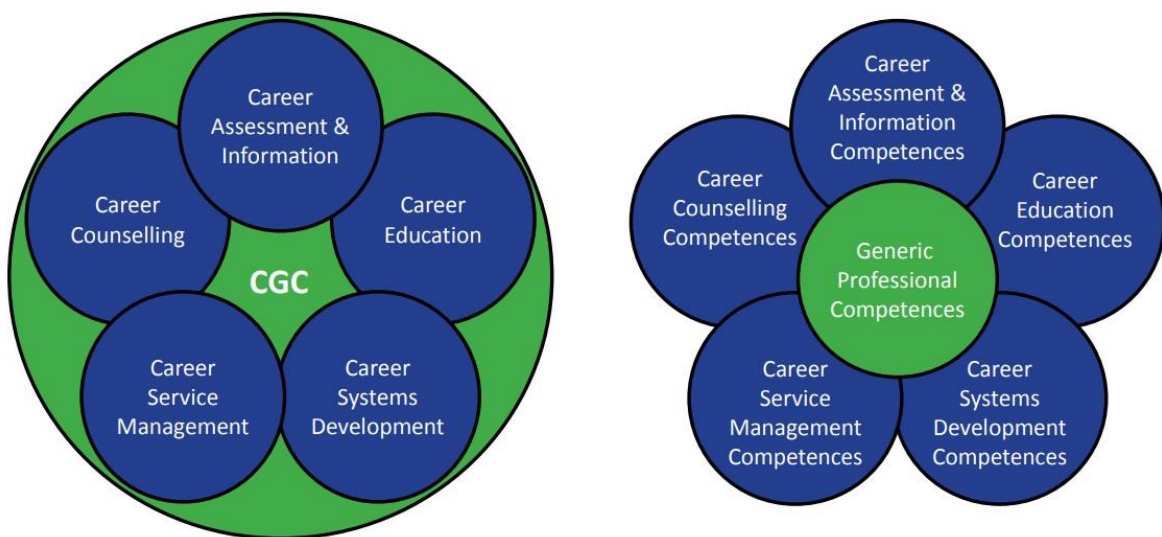 Career
Assessment &
Information
Career
Counselling
Career
Education
CGC
Career
Service
Management
Career
Systems
Development
Career
Assessment &
Information
Competences
Career
Counselling
Competences
Career
Education
Competences
Generic
Professional
Competences
Career
Service
Management
Competences
Career
Systems
Development
Competences